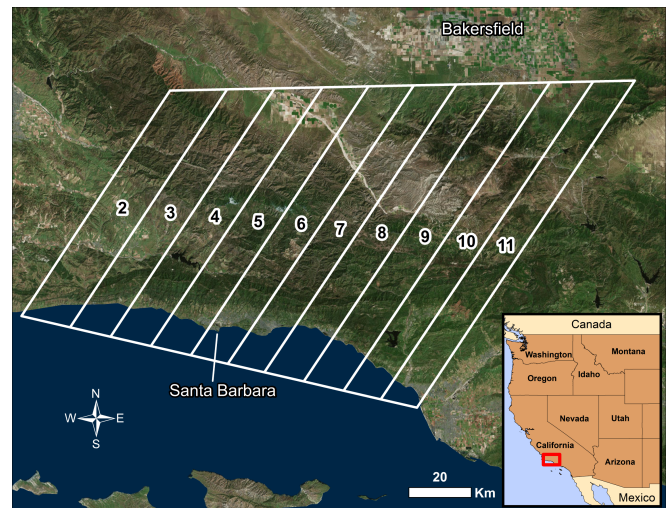 Bakersfield
2
3
4
5
6
7
8
9
10
11
Santa Barbara
N
W
E
S
20
Km
Canada
Washington
Montana
Oregon
Idaho
Nevada
Utah
California
Arizona
Mexico